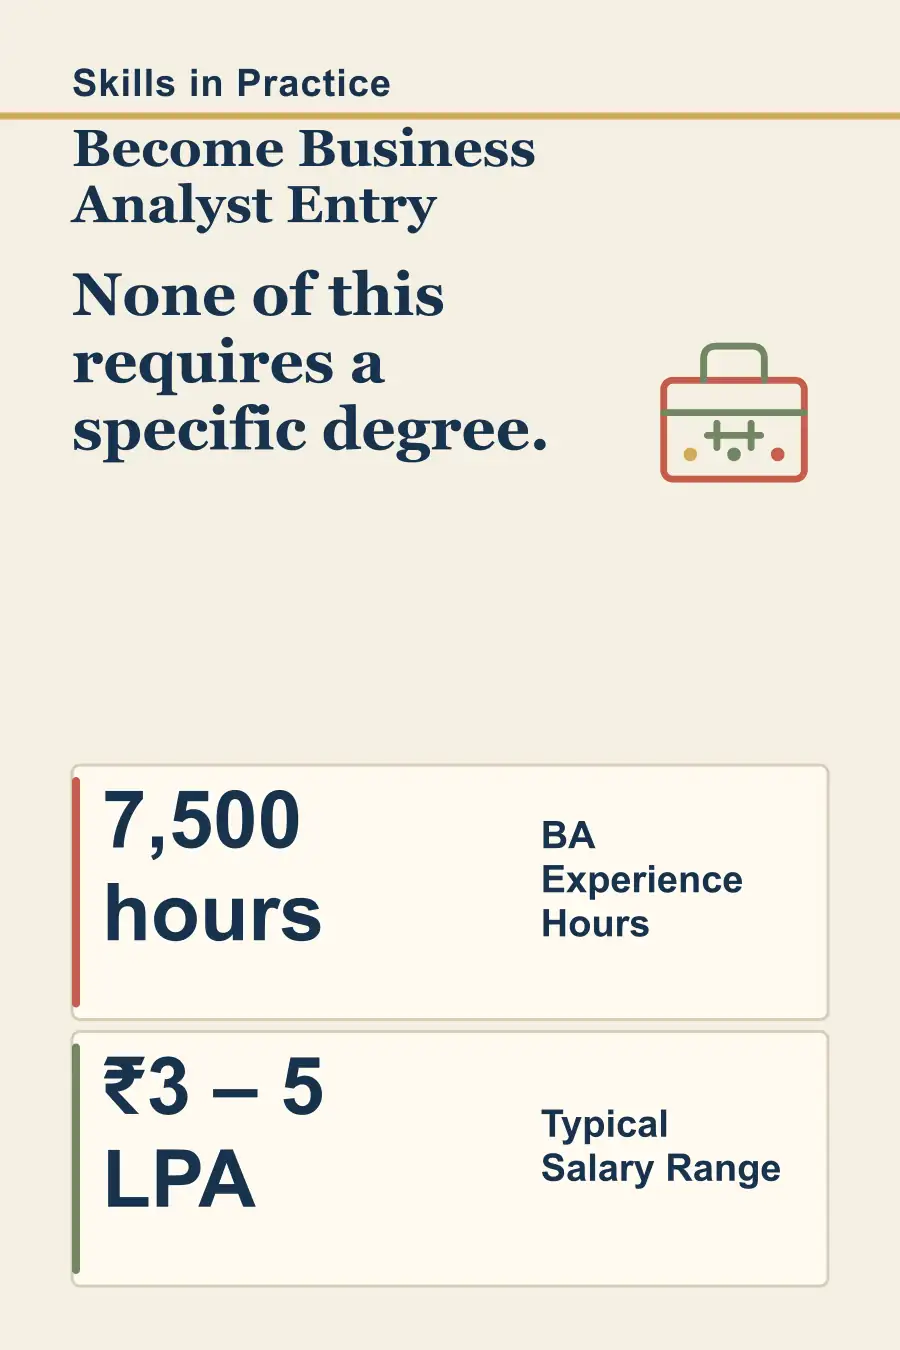 Skills in Practice
Become Business
Analyst Entry
None of this
requires a
specific degree.
7,500
hours
BA
Experience
Hours
₹3 – 5
LPA
Typical
Salary Range